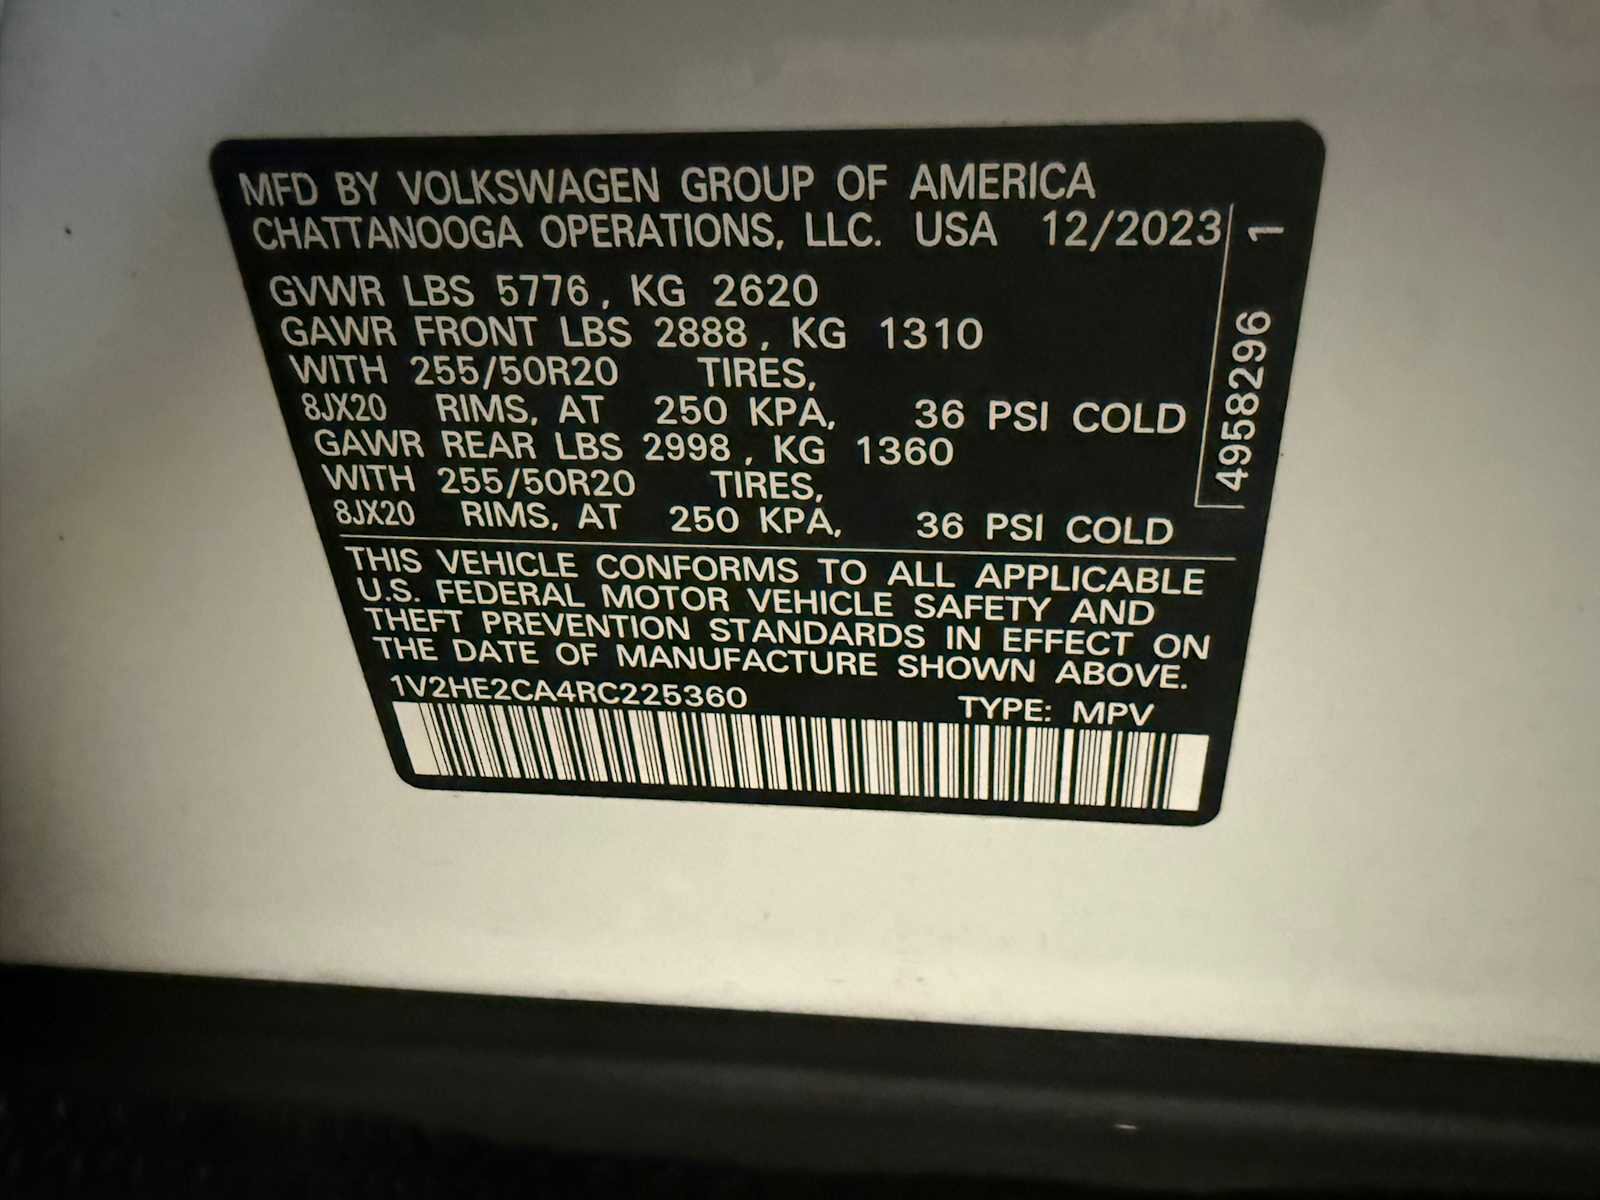 MFD BY VOLKSWAGEN GROUP OF AMERICA
CHATTANOOGA OPERATIONS, LLC. USA 12/2023
GVWR LBS 5776, KG 2620
GAWR FRONT LBS 2888, KG 1310
WITH 255/50R20 TIRES,
8JX20 RIMS, AT 250 KPA, 36 PSI COLD
GAWR REAR LBS 2998, KG 1360
WITH 255/50R20 TIRES,
8JX20 RIMS, AT 250 KPA, 36 PSI COLD
THIS VEHICLE CONFORMS TO ALL APPLICABLE
U.S. FEDERAL MOTOR VEHICLE SAFETY AND
THEFT PREVENTION STANDARDS IN EFFECT ON
THE DATE OF MANUFACTURE SHOWN ABOVE.
1V2HE2CA4RC225360 TYPE: MPV
4958296 1